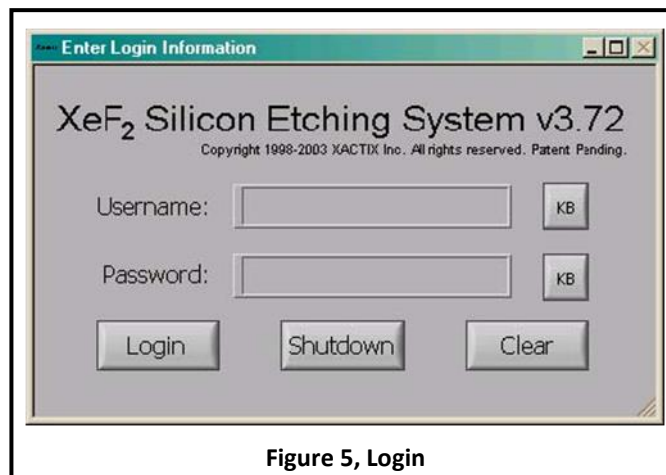 Enter Login Information
XeF₂ Silicon Etching System v3.72
Copyright 1998-2003 XACTIX Inc. All rights reserved. Patent Pending.
Username:
KB
Password:
KB
Login Shutdown Clear
Figure 5, Login